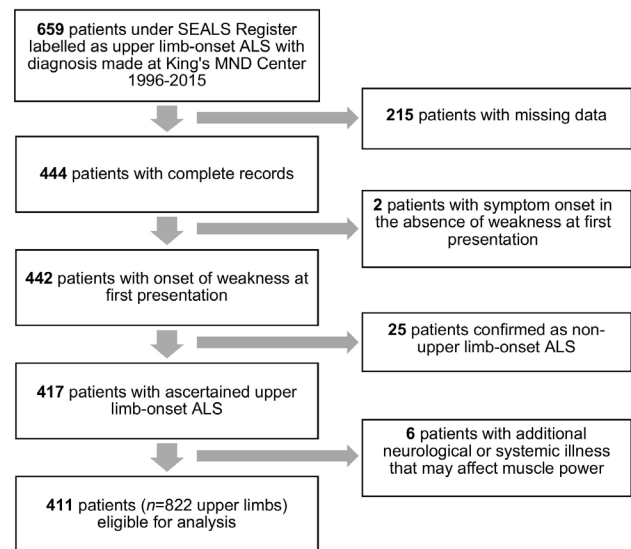 659 patients under SEALS Register
labelled as upper limb-onset ALS with
diagnosis made at King's MND Center
1996-2015
215 patients with missing data
444 patients with complete records
2 patients with symptom onset in
the absence of weakness at first
presentation
442 patients with onset of weakness at
first presentation
25 patients confirmed as non-
upper limb-onset ALS
417 patients with ascertained upper
limb-onset ALS
6 patients with additional
neurological or systemic illness
that may affect muscle power
411 patients (n=822 upper limbs)
eligible for analysis